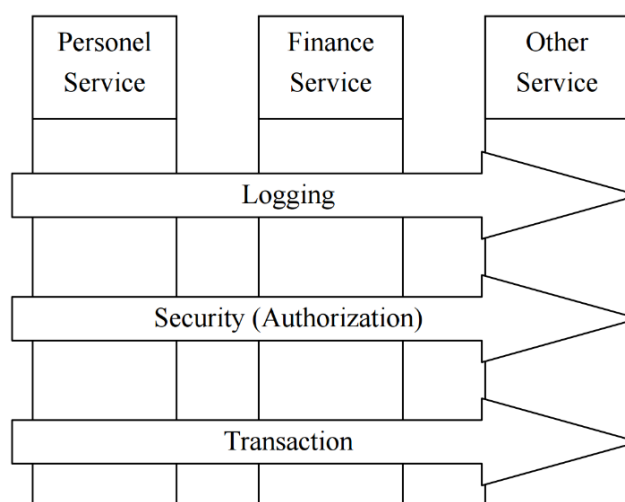 Personel
Service
Finance
Service
Other
Service
Logging
Security (Authorization)
Transaction